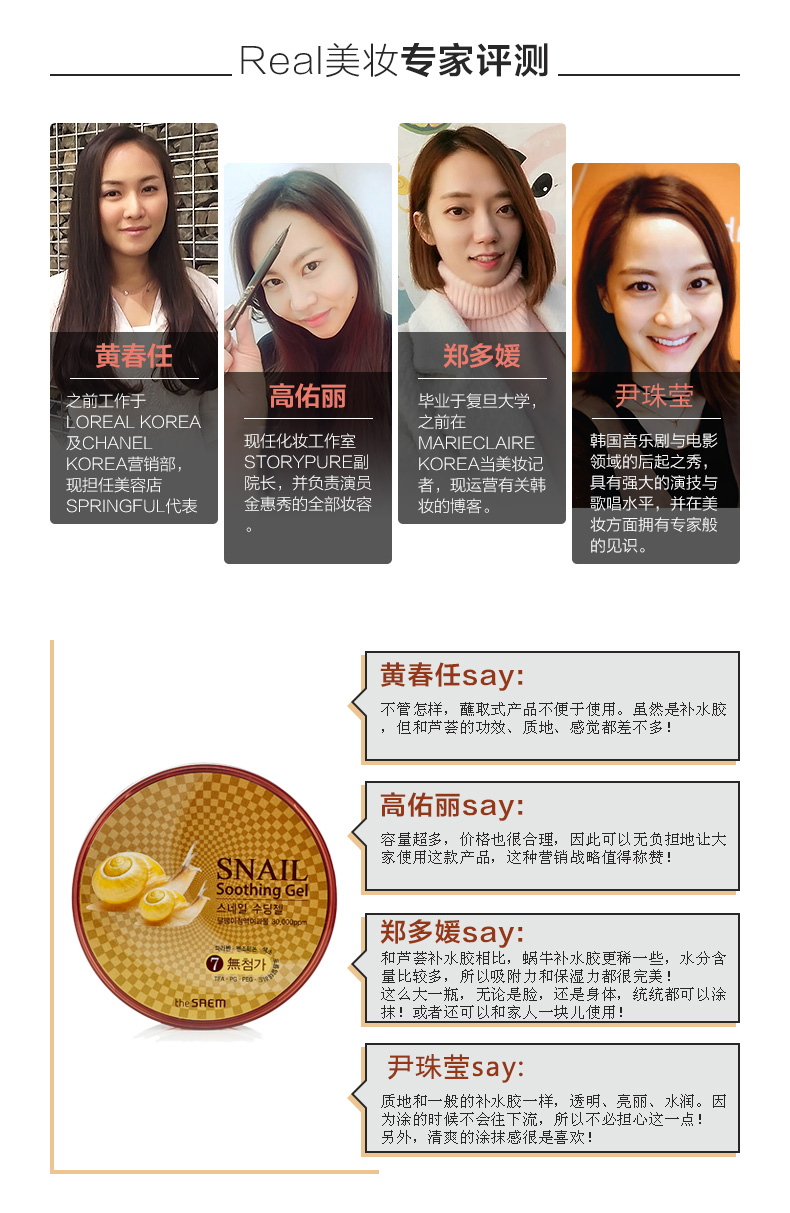 Real美妆专家评测
黄春任
之前工作于
LOREAL KOREA
及CHANEL
KOREA营销部，
现担任美容店
SPRINGFUL代表
高佑丽
现任化妆工作室
STORYPURE副
院长，并负责演员
金惠秀的全部妆容
。
郑多媛
毕业于复旦大学，
之前在
MARIECLAIRE
KOREA当美妆记
者，现运营有关韩
妆的博客。
尹珠莹
韩国音乐剧与电影
领域的后起之秀，
具有强大的演技与
歌唱水平，并在美
妆方面拥有专家般
的见识。
SNAIL
Soothing Gel
스네일 수딩젤
달팽이점액여과물 30,000ppm
7 無첨가
TEA · PG · PEG
the SAEM
黄春任say:
不管怎样，蘸取式产品不便于使用。虽然是补水胶
，但和芦荟的功效、质地、感觉都差不多！
高佑丽say:
容量超多，价格也很合理，因此可以无负担地让大
家使用这款产品，这种营销战略值得称赞！
郑多媛say:
和芦荟补水胶相比，蜗牛补水胶更稀一些，水分含
量比较多，所以吸附力和保湿力都很完美！
这么大一瓶，无论是脸，还是身体，统统都可以涂
抹！或者还可以和家人一块儿使用！
尹珠莹say:
质地和一般的补水胶一样，透明、亮丽、水润。因
为涂的时候不会往下流，所以不必担心这一点！
另外，清爽的涂抹感很是喜欢！